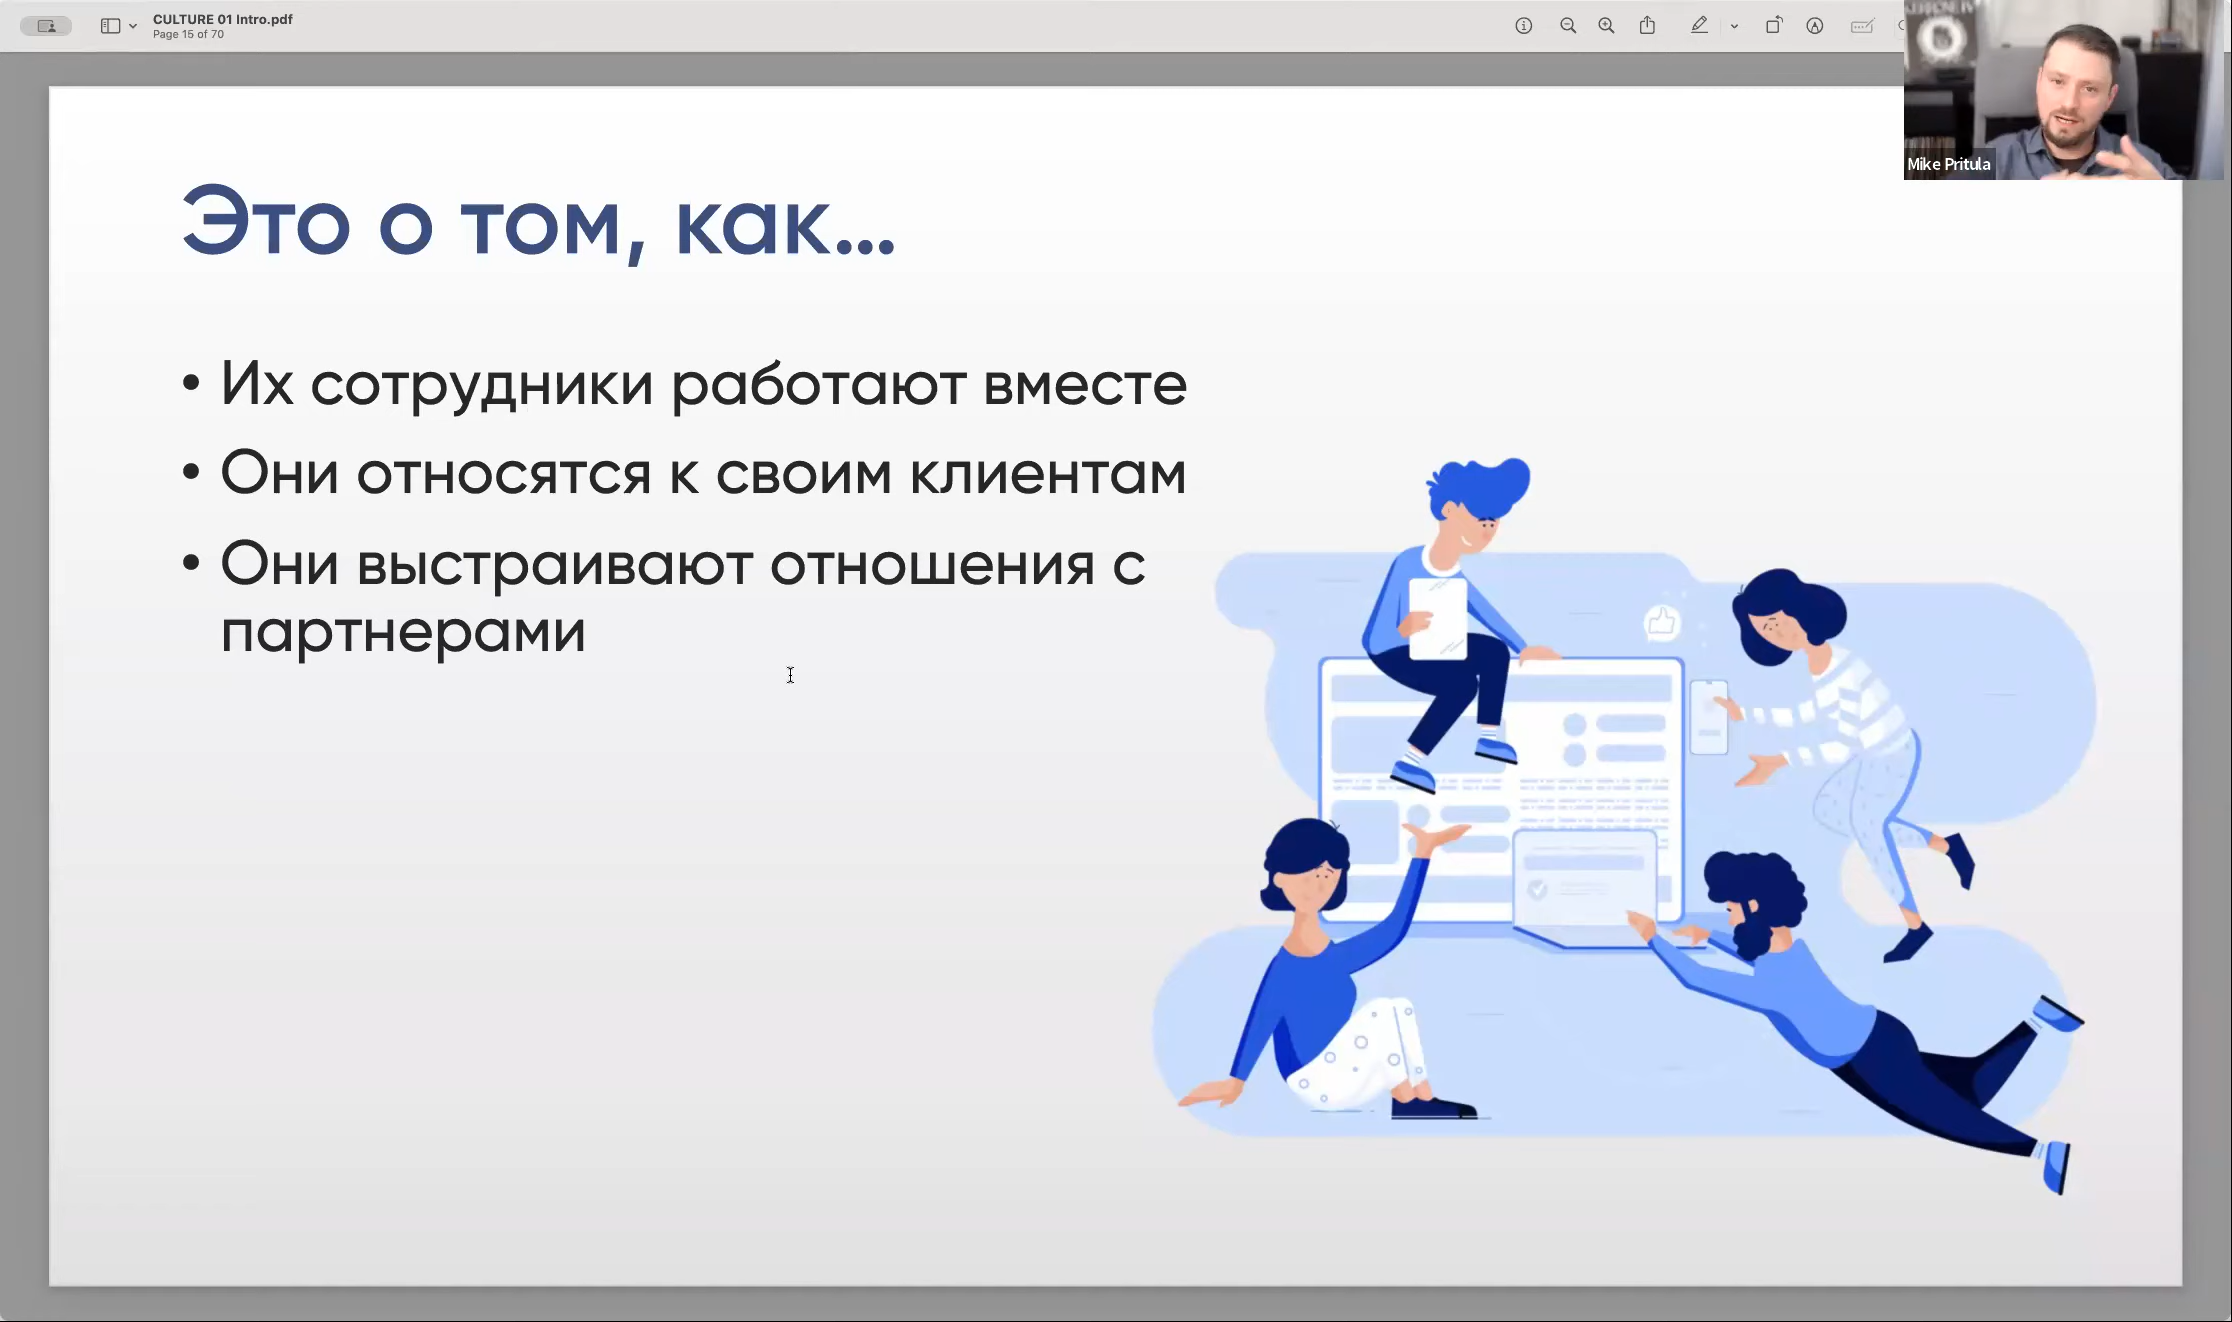 CULTURE 01 Intro.pdf
Page 15 of 70
Mike Pritula
Это о том, как...
• Их сотрудники работают вместе
• Они относятся к своим клиентам
• Они выстраивают отношения с
партнерами